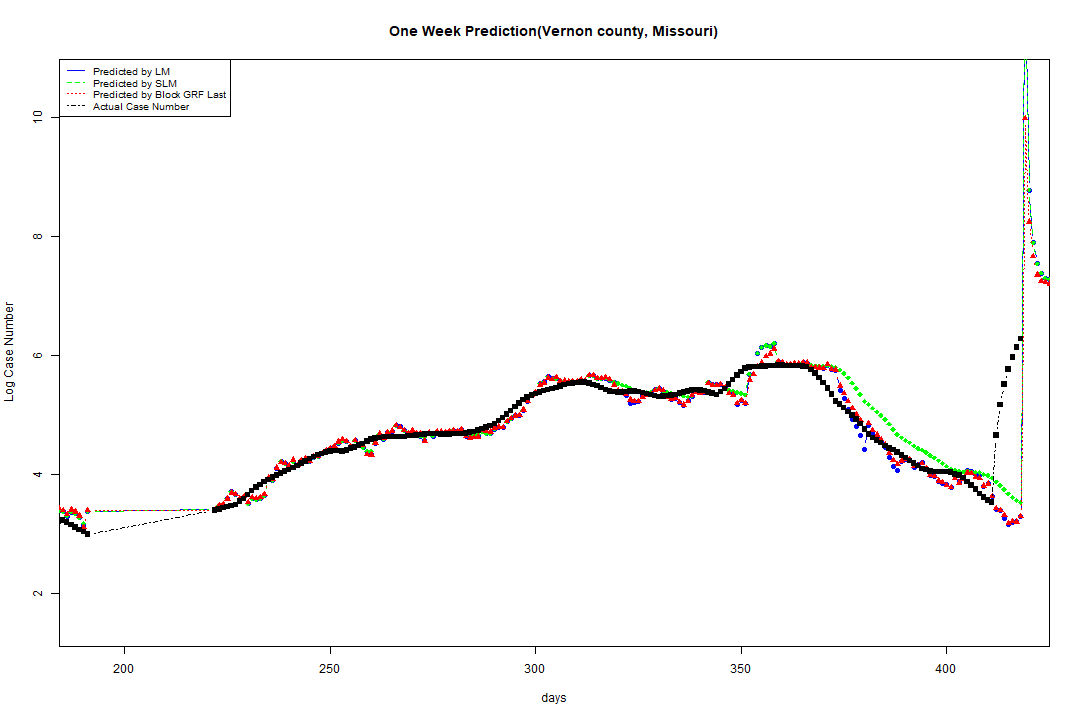 One Week Prediction(Vernon county, Missouri)
Predicted by LM
Predicted by SLM
Predicted by Block GRF Last
Actual Case Number
10
8
6
4
2
Log Case Number
200 250 300 350 400
days